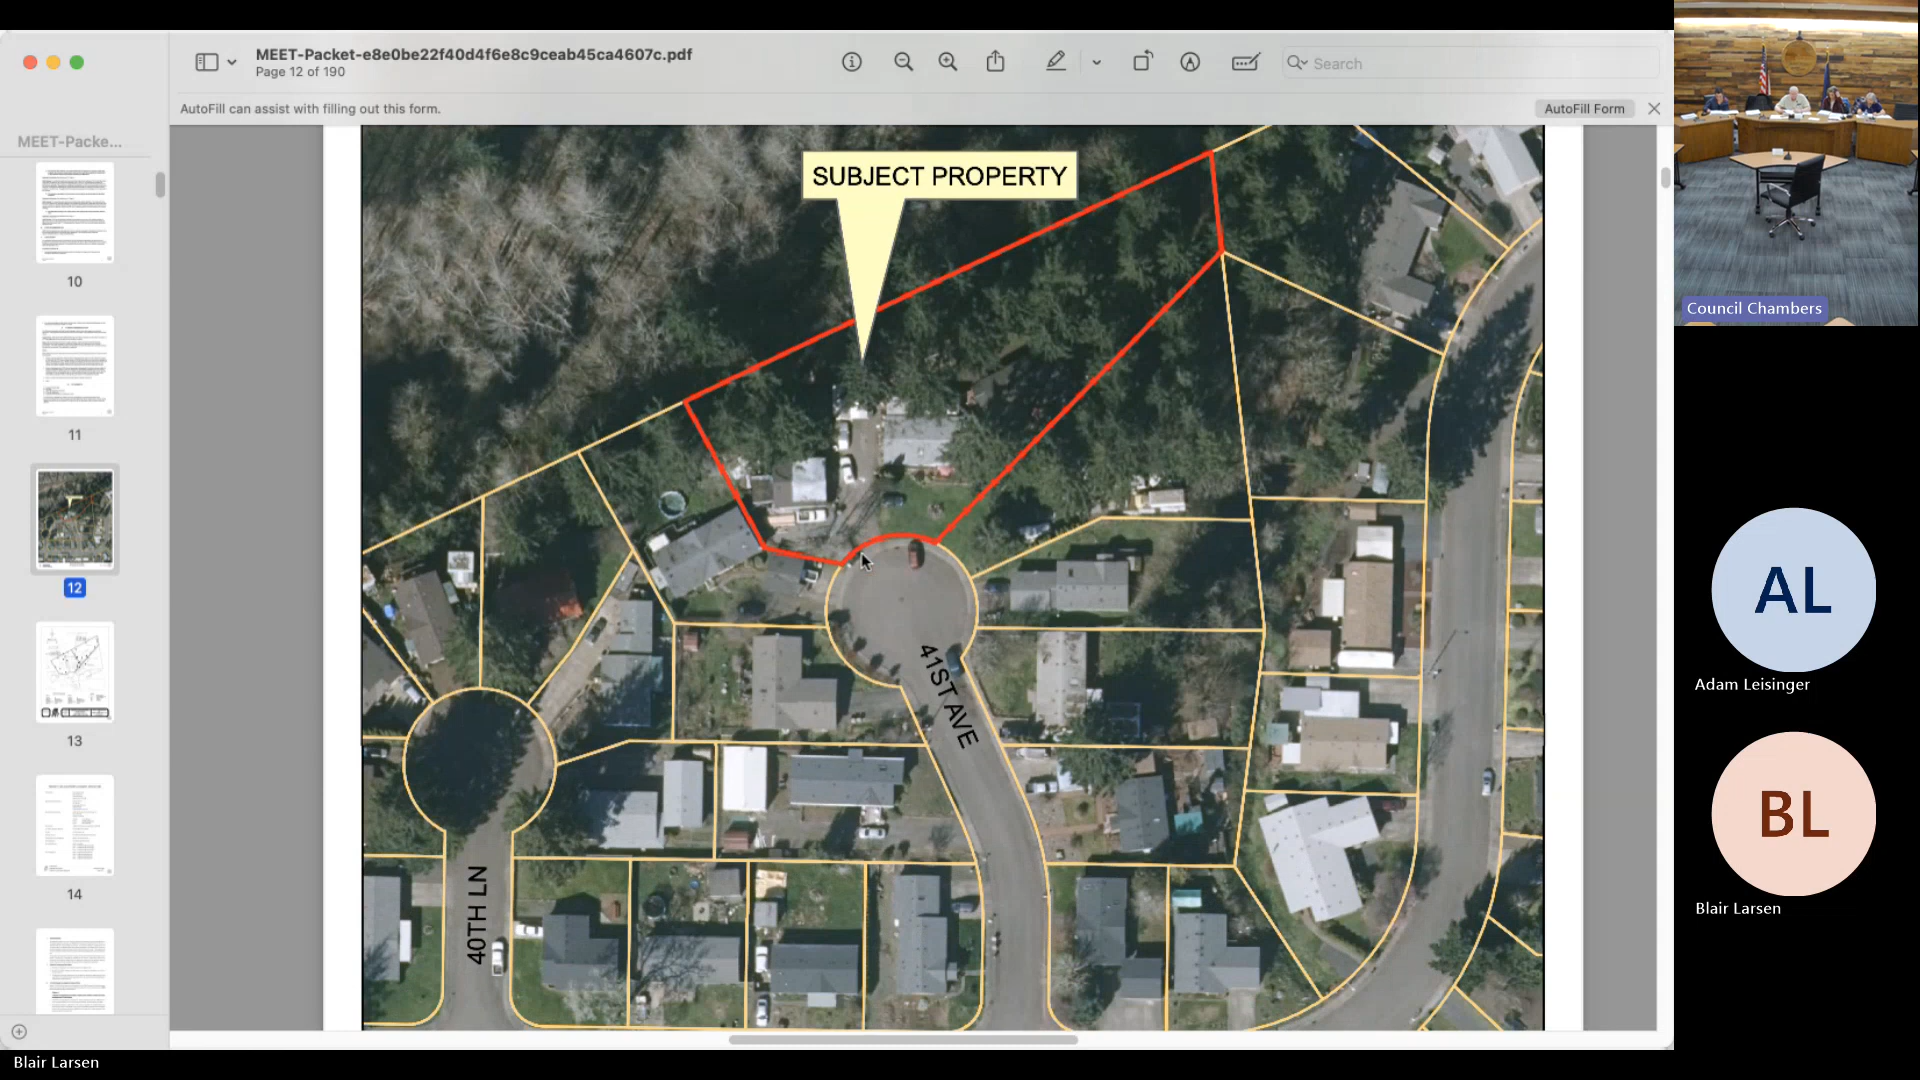 MEET-Packet-e8e0be22f40d4f6e8c9ceab45ca4607c.pdf
Page 12 of 190
Search
AutoFill can assist with filling out this form.
AutoFill Form
MEET-Packe...
10
11
12
13
14
SUBJECT PROPERTY
41ST AVE
40TH LN
Council Chambers
AL
Adam Leisinger
BL
Blair Larsen
Blair Larsen